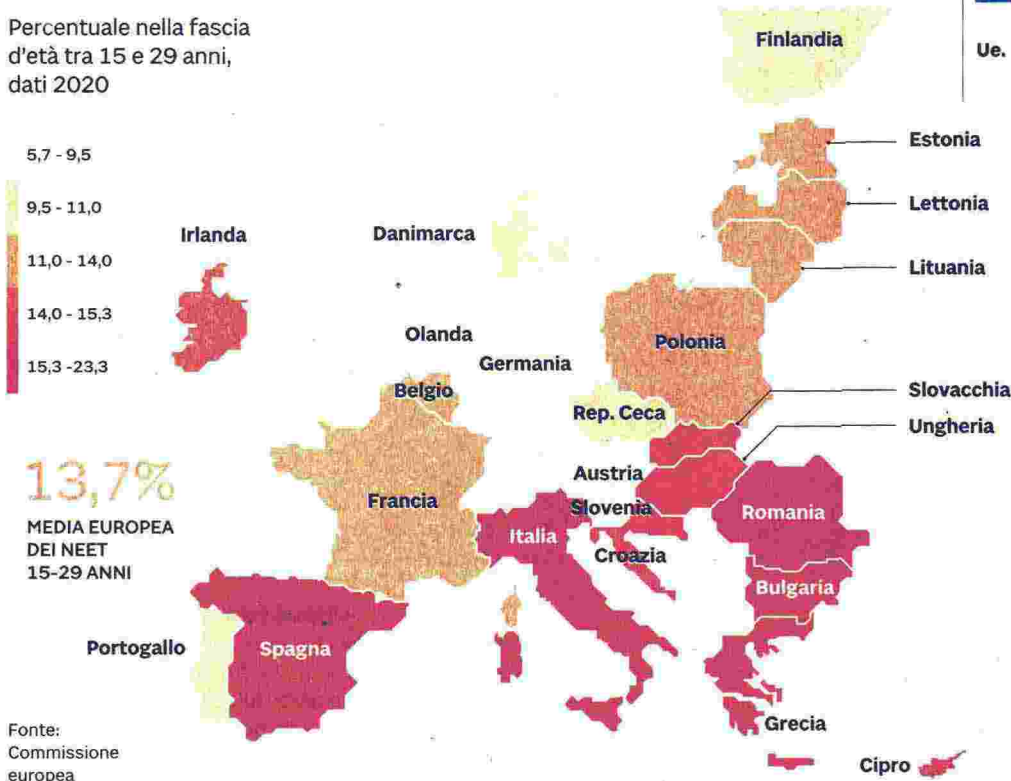 Percentuale nella fascia
d'età tra 15 e 29 anni,
dati 2020
Ue.
5,7 - 9,5
9,5 - 11,0
11,0 - 14,0
14,0 - 15,3
15,3 -23,3
Finlandia
Estonia
Lettonia
Lituania
Irlanda
Danimarca
Olanda
Germania
Polonia
Belgio
Rep. Ceca
Slovacchia
Ungheria
Austria
Slovenia
Francia
Italia
Croazia
Romania
Bulgaria
13,7%
MEDIA EUROPEA
DEI NEET
15-29 ANNI
Portogallo
Spagna
Grecia
Cipro
Fonte:
Commissione
europea